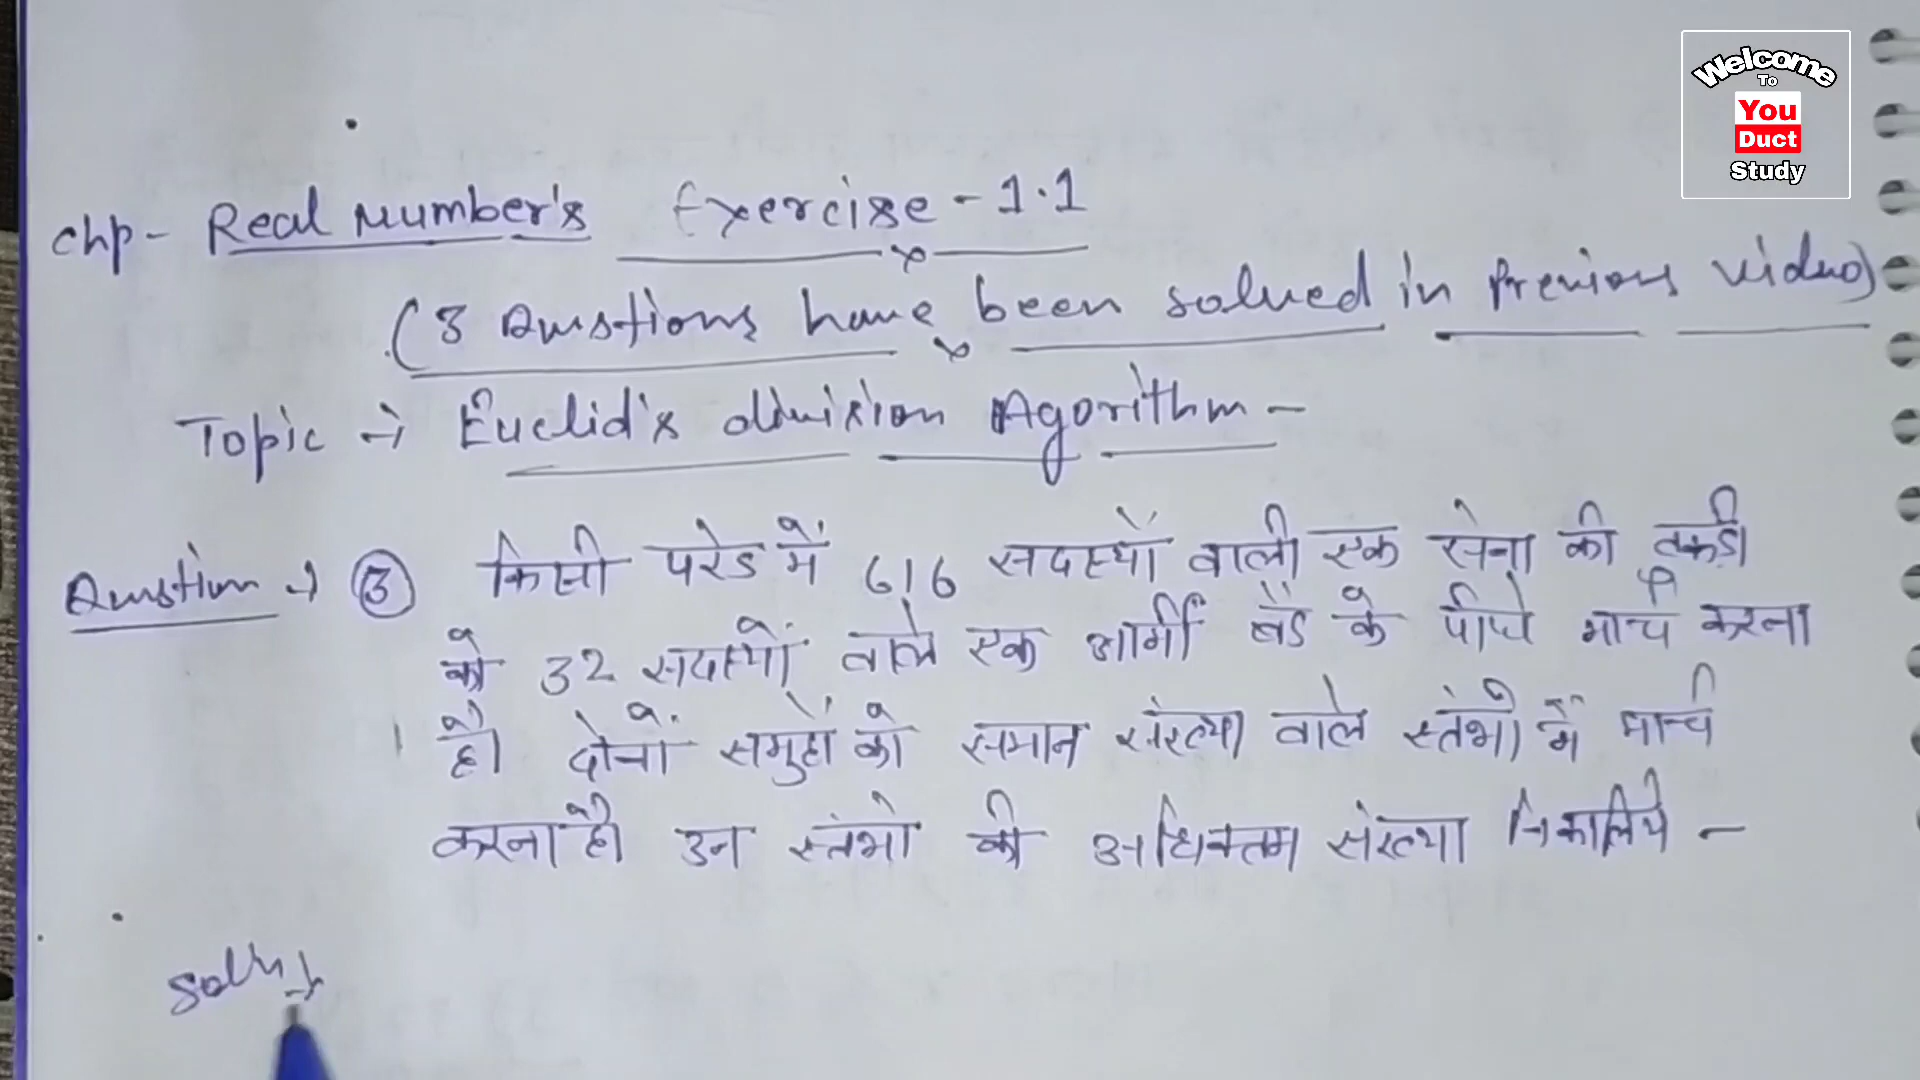 Welcome
To
You
Duct
Study
chp- Real Number's Exercise - 1.1
(3 Questions have been solved in Previous video)
Topic → Euclid's division Agorithm -
Question → ③ किसी परेड में 616 सदस्यों वाली एक सेना की टुकड़ी
को 32 सदस्यों वाले एक आर्मी बैंड के पीछे मार्च करना
है। दोनों समुहों को समान संख्या वाले स्तंभो में मार्च
करना है। उन स्तंभो की अधिक्तम संख्या निकालिये -
Soln →